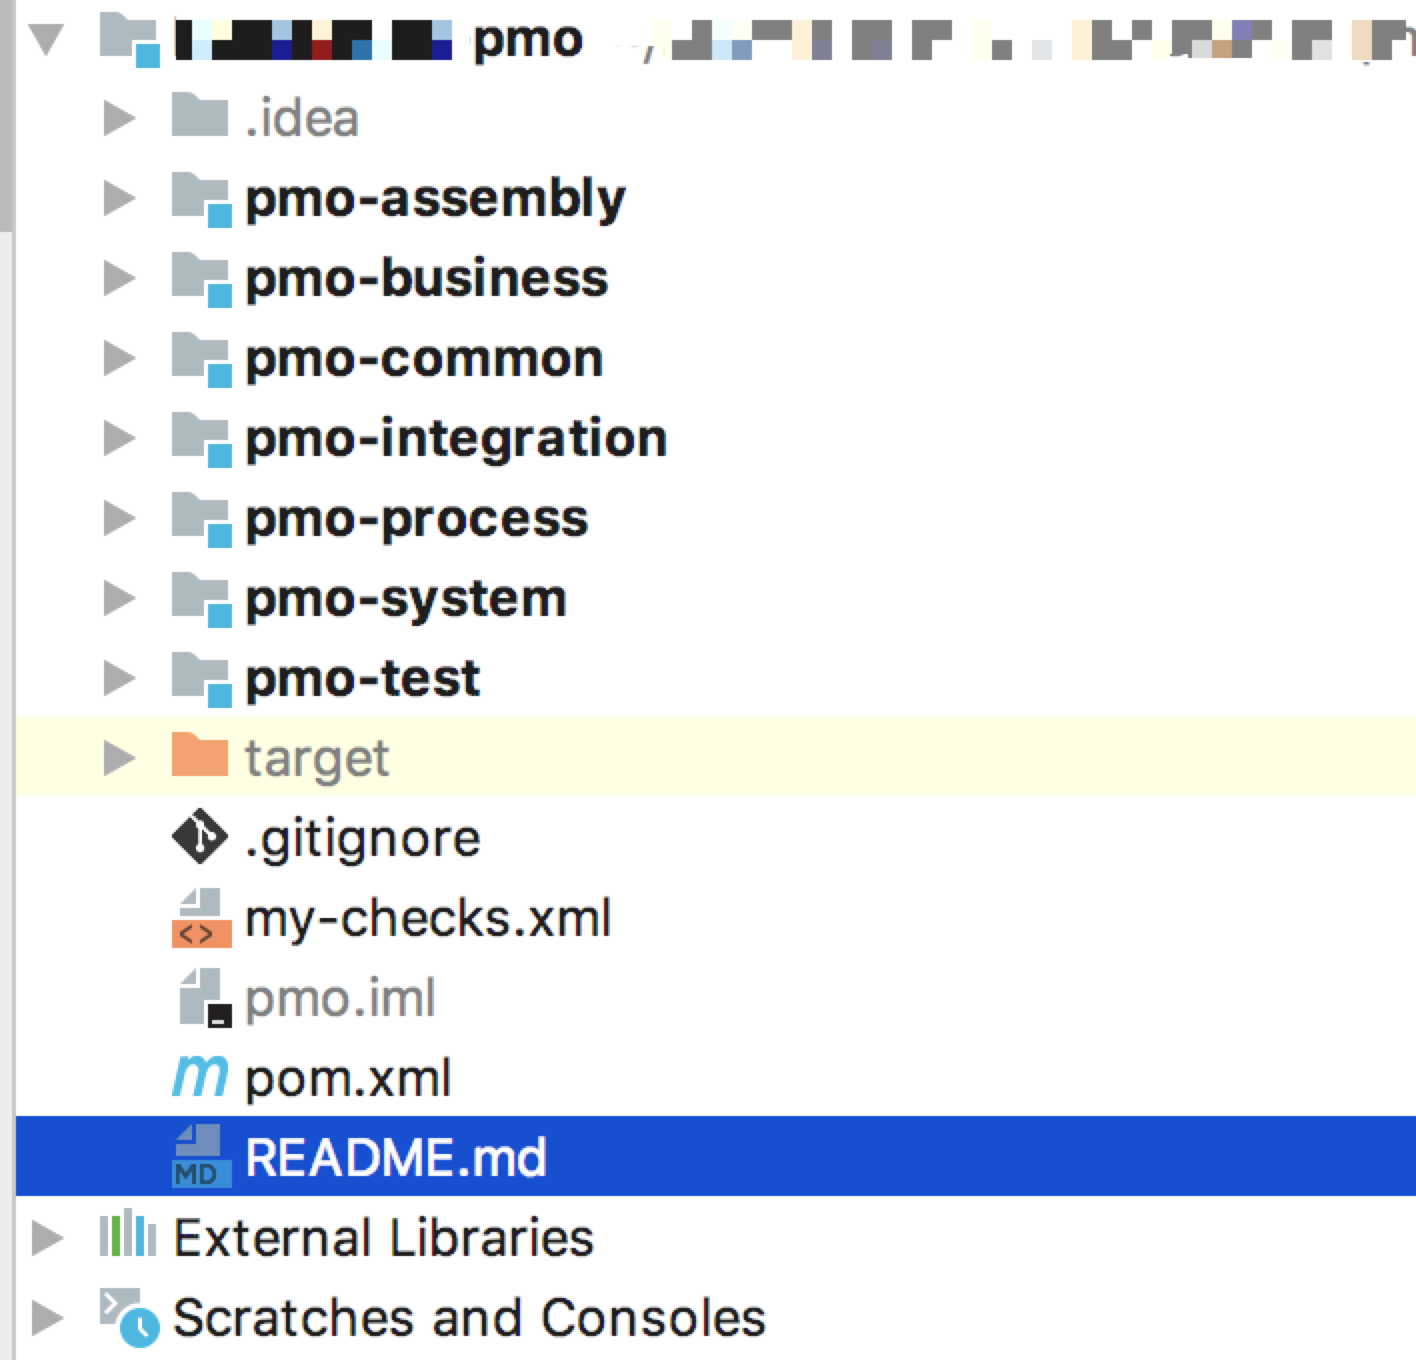 pmo
.idea
pmo-assembly
pmo-business
pmo-common
pmo-integration
pmo-process
pmo-system
pmo-test
target
.gitignore
<> my-checks.xml
pmo.iml
m pom.xml
MD README.md
External Libraries
Scratches and Consoles